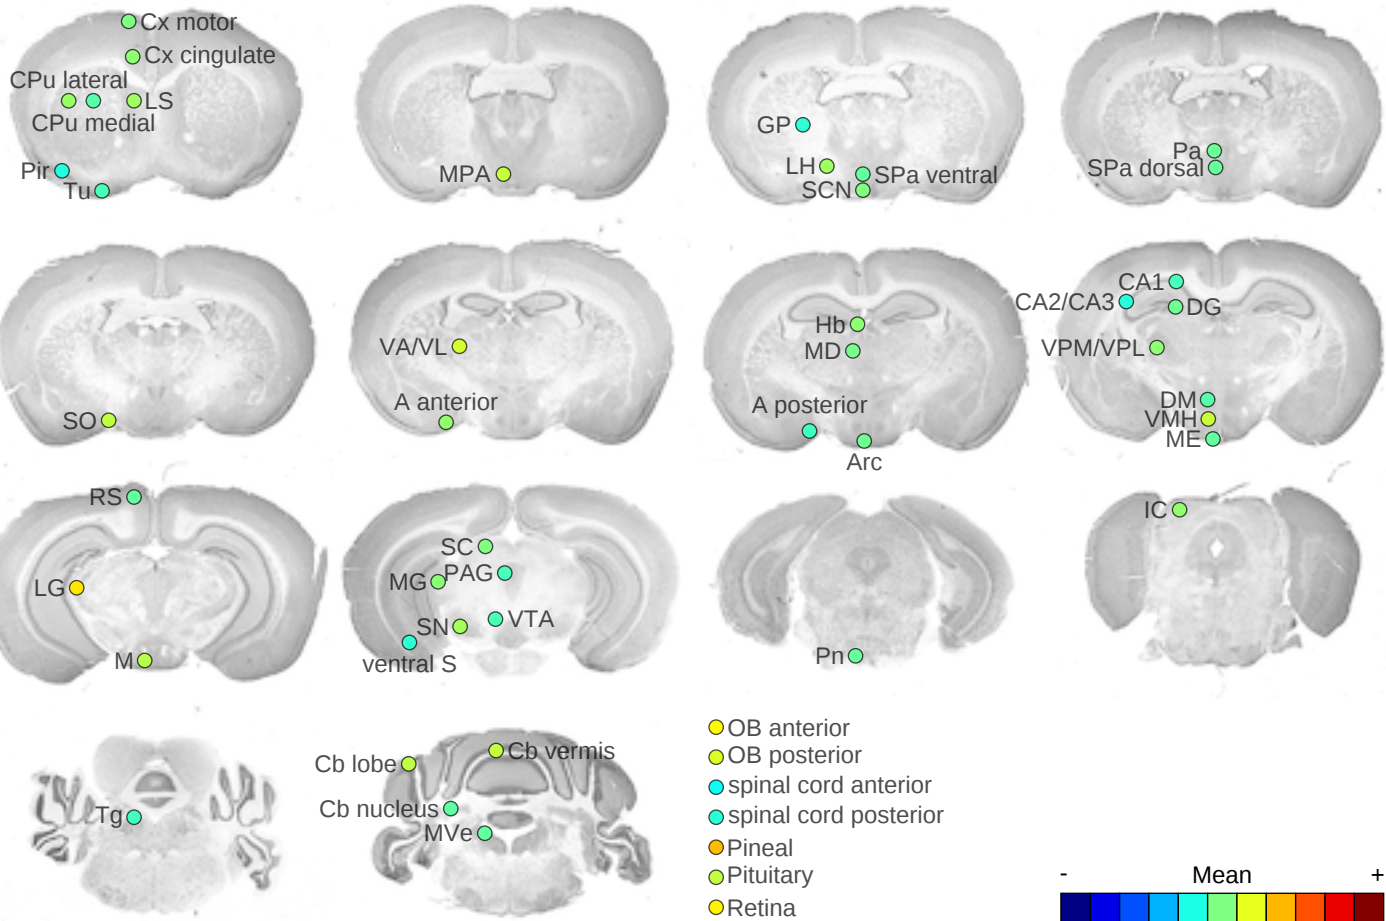 Cx motor
Cx cingulate
CPu lateral
LS
CPu medial
Pir
Tu
MPA
GP
LH
SPa ventral
SCN
Pa
SPa dorsal
SO
VA/VL
A anterior
Hb
MD
A posterior
Arc
CA1
CA2/CA3
DG
VPM/VPL
DM
VMH
ME
RS
LG
M
SC
MG
PAG
SN
VTA
ventral S
Pn
IC
Tg
Cb lobe
Cb vermis
Cb nucleus
MVe
OB anterior
OB posterior
spinal cord anterior
spinal cord posterior
Pineal
Pituitary
Retina
- Mean +